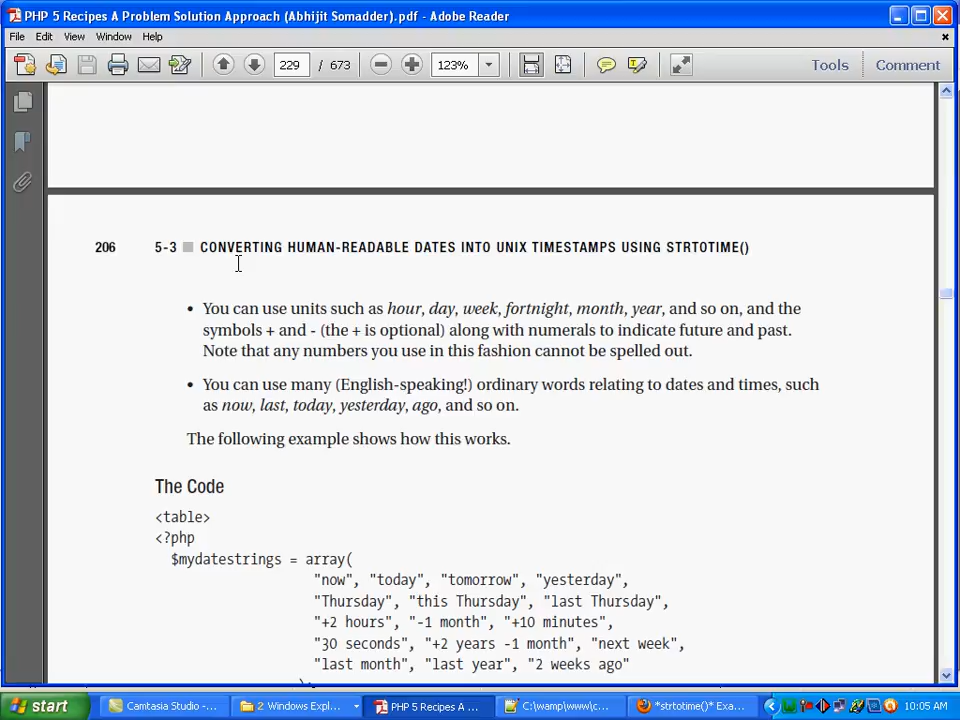 PHP 5 Recipes A Problem Solution Approach (Abhijit Somadder).pdf - Adobe Reader
File Edit View Window Help
229 / 673 123% Tools Comment
206 5-3 CONVERTING HUMAN-READABLE DATES INTO UNIX TIMESTAMPS USING STRTOTIME()
• You can use units such as hour, day, week, fortnight, month, year, and so on, and the
symbols + and - (the + is optional) along with numerals to indicate future and past.
Note that any numbers you use in this fashion cannot be spelled out.
• You can use many (English-speaking!) ordinary words relating to dates and times, such
as now, last, today, yesterday, ago, and so on.
The following example shows how this works.
The Code
<table>
<?php
$mydatestrings = array(
"now", "today", "tomorrow", "yesterday",
"Thursday", "this Thursday", "last Thursday",
"+2 hours", "-1 month", "+10 minutes",
"30 seconds", "+2 years -1 month", "next week",
"last month", "last year", "2 weeks ago"
start Camtasia Studio -... 2 Windows Expl... PHP 5 Recipes A ... C:\wamp\www\c... *strtotime()* Exa... 10:05 AM